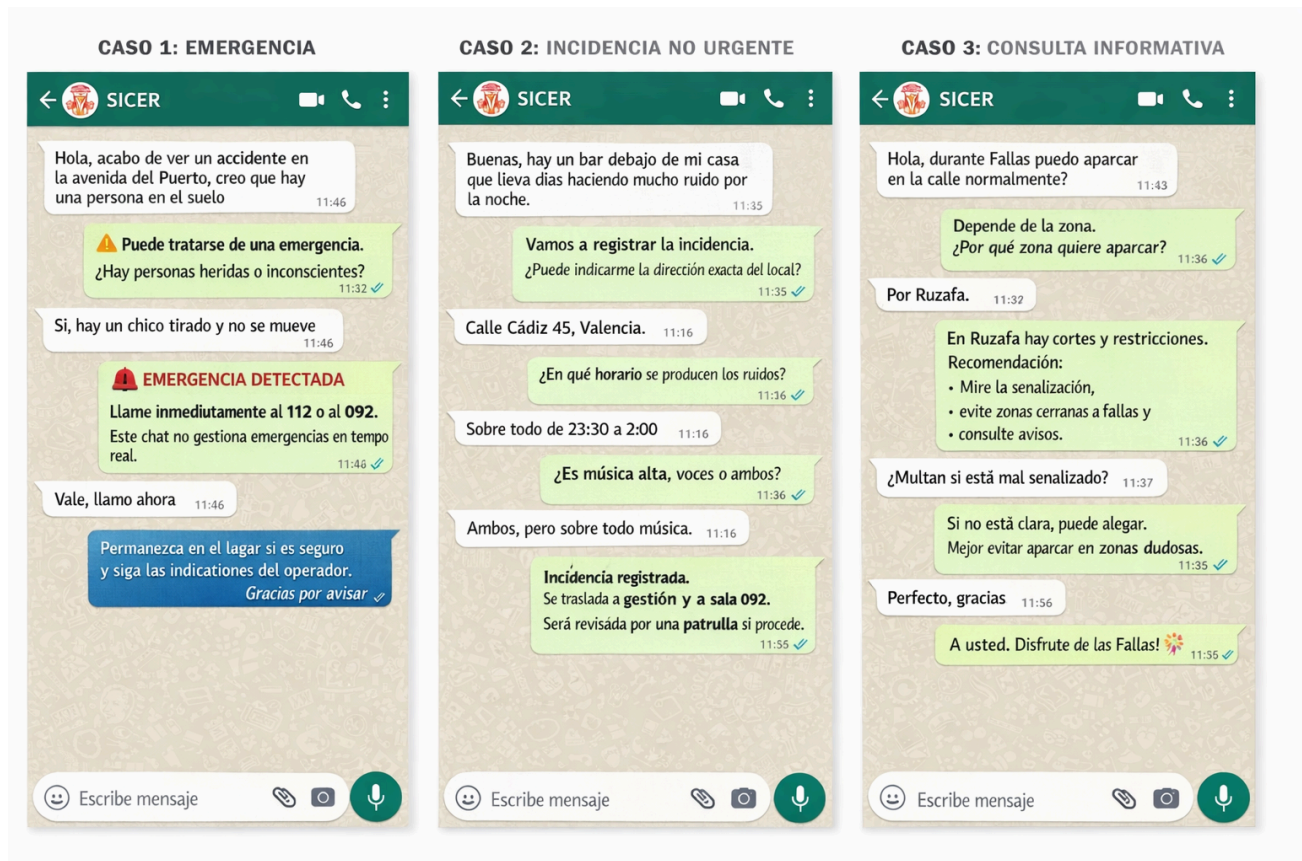 CASO 1: EMERGENCIA
SICER
Hola, acabo de ver un accidente en
la avenida del Puerto, creo que hay
una persona en el suelo
11:46
Puede tratarse de una emergencia.
¿Hay personas heridas o inconscientes?
11:32
Si, hay un chico tirado y no se mueve
11:46
EMERGENCIA DETECTADA
Llame inmediutamente al 112 o al 092.
Este chat no gestiona emergencias en tempo
real.
11:46
Vale, llamo ahora 11:46
Permanezca en el lagar si es seguro
y siga las indicationes del operador.
Gracias por avisar
Escribe mensaje
CASO 2: INCIDENCIA NO URGENTE
SICER
Buenas, hay un bar debajo de mi casa
que lieva dias haciendo mucho ruido por
la noche.
11:35
Vamos a registrar la incidencia.
¿Puede indicarme la dirección exacta del local?
11:35
Calle Cádiz 45, Valencia. 11:16
¿En qué horario se producen los ruidos?
11:16
Sobre todo de 23:30 a 2:00 11:16
¿Es música alta, voces o ambos?
11:36
Ambos, pero sobre todo música. 11:16
Incidencia registrada.
Se traslada a gestión y a sala 092.
Será revisáda por una patrulla si procede.
11:55
Escribe mensaje
CASO 3: CONSULTA INFORMATIVA
SICER
Hola, durante Fallas puedo aparcar
en la calle normalmente?
11:43
Depende de la zona.
¿Por qué zona quiere aparcar?
11:36
Por Ruzafa. 11:32
En Ruzafa hay cortes y restricciones.
Recomendación:
• Mire la senalización,
• evite zonas cerranas a fallas y
• consulte avisos.
11:36
¿Multan si está mal senalizado? 11:37
Si no está clara, puede alegar.
Mejor evitar aparcar en zonas dudosas.
11:35
Perfecto, gracias 11:56
A usted. Disfrute de las Fallas!
11:55
Escribe mensaje